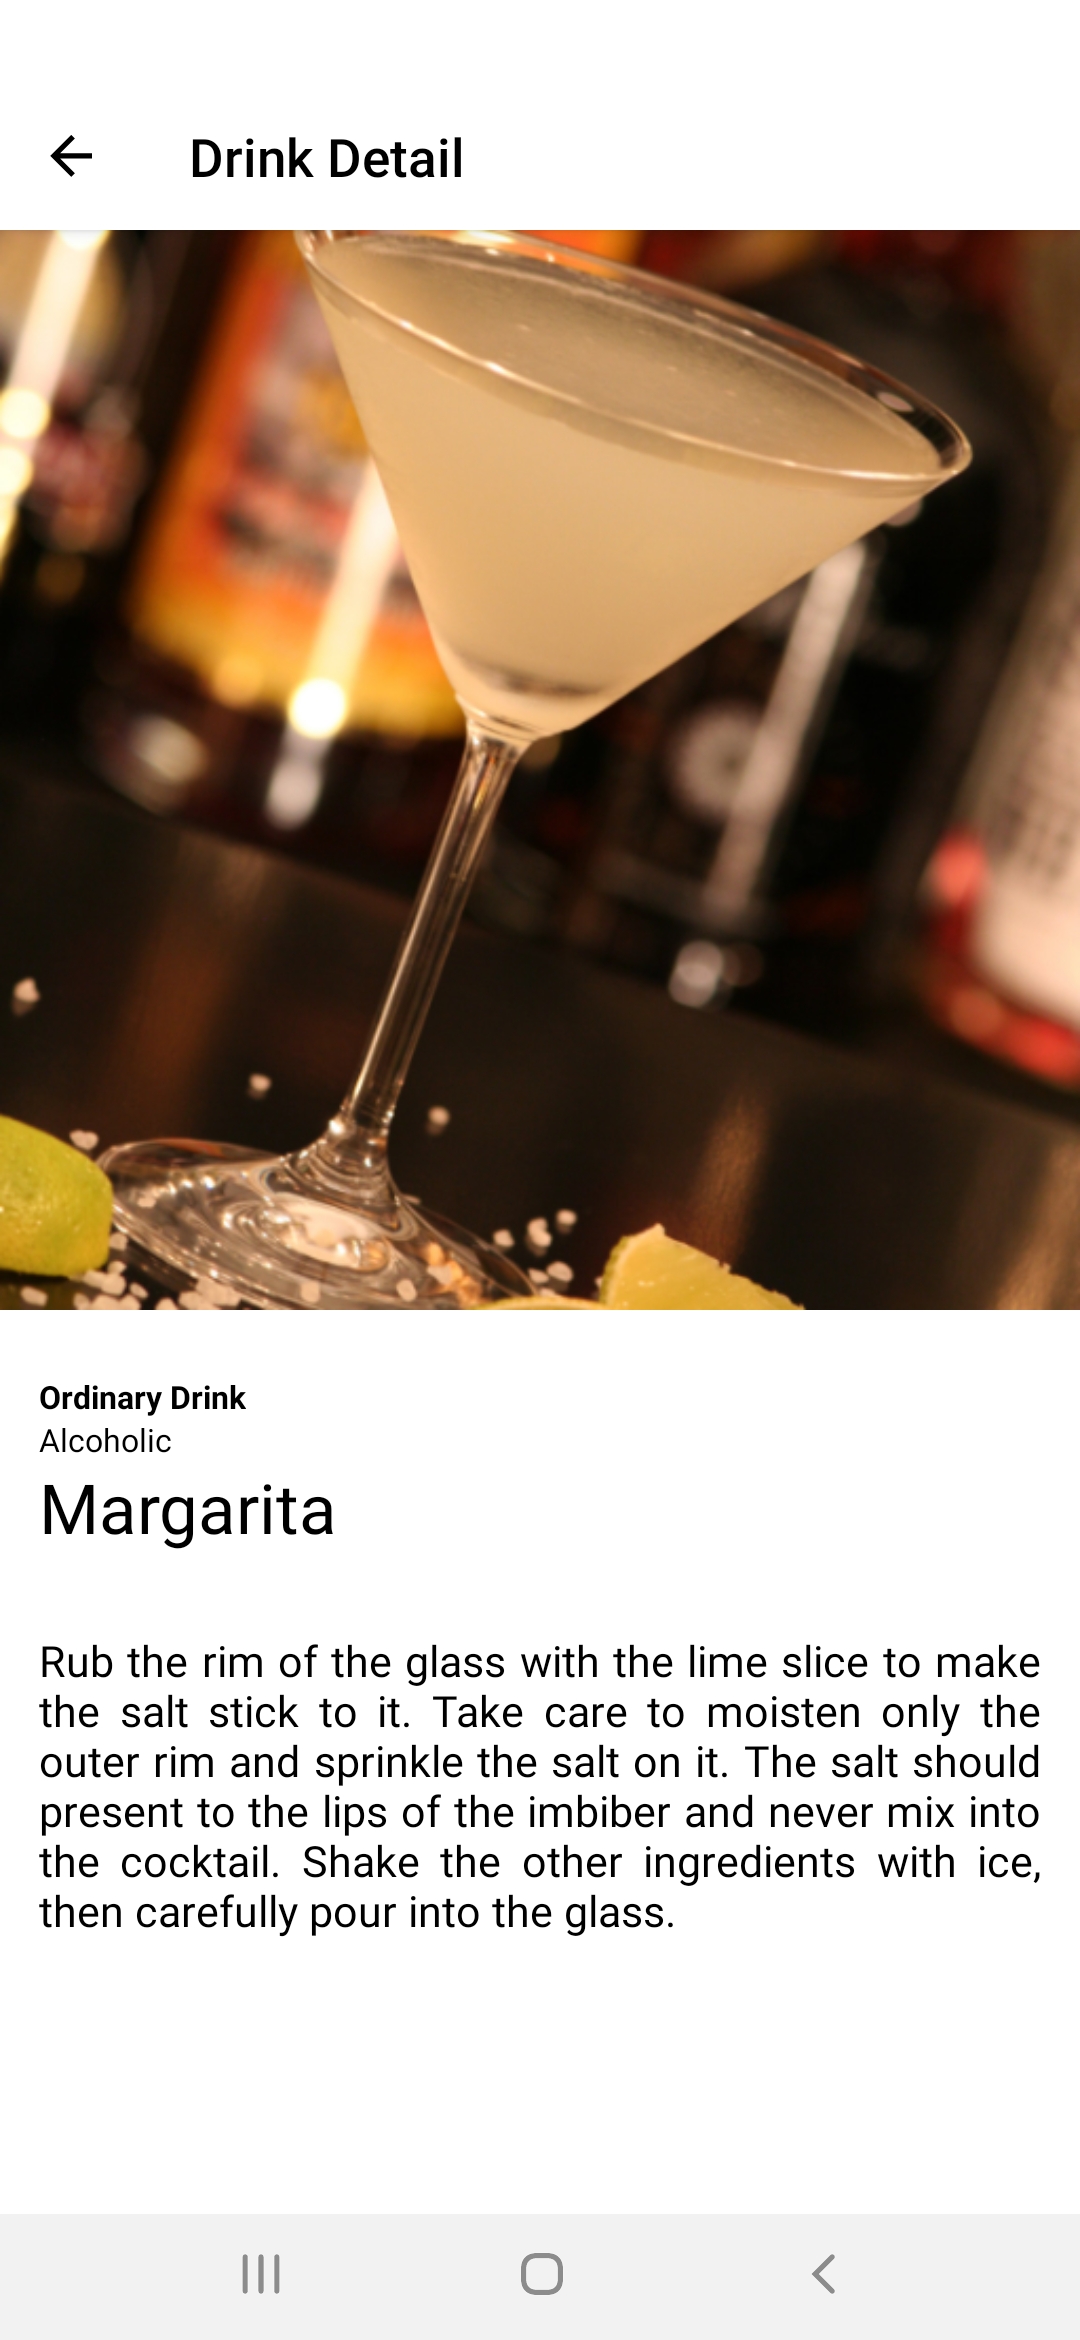 Drink Detail
Ordinary Drink
Alcoholic
Margarita
Rub the rim of the glass with the lime slice to make
the salt stick to it. Take care to moisten only the
outer rim and sprinkle the salt on it. The salt should
present to the lips of the imbiber and never mix into
the cocktail. Shake the other ingredients with ice,
then carefully pour into the glass.